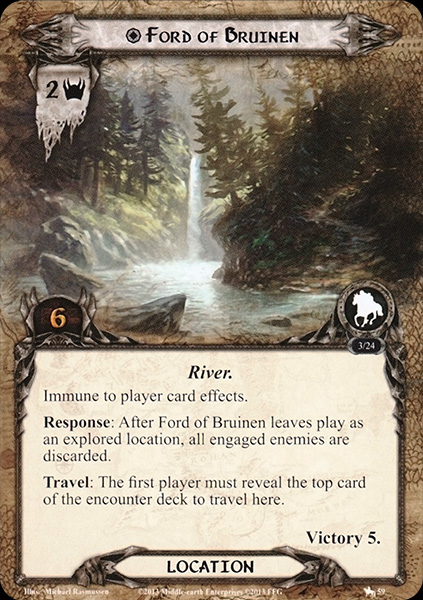 FORD OF BRUINEN
2
6
3/24
River.
Immune to player card effects.
Response: After Ford of Bruinen leaves play as
an explored location, all engaged enemies are
discarded.
Travel: The first player must reveal the top card
of the encounter deck to travel here.
Victory 5.
LOCATION
Illus. Michael Rasmussen
©2013 Middle-earth Enterprises ©2013 FFG
59